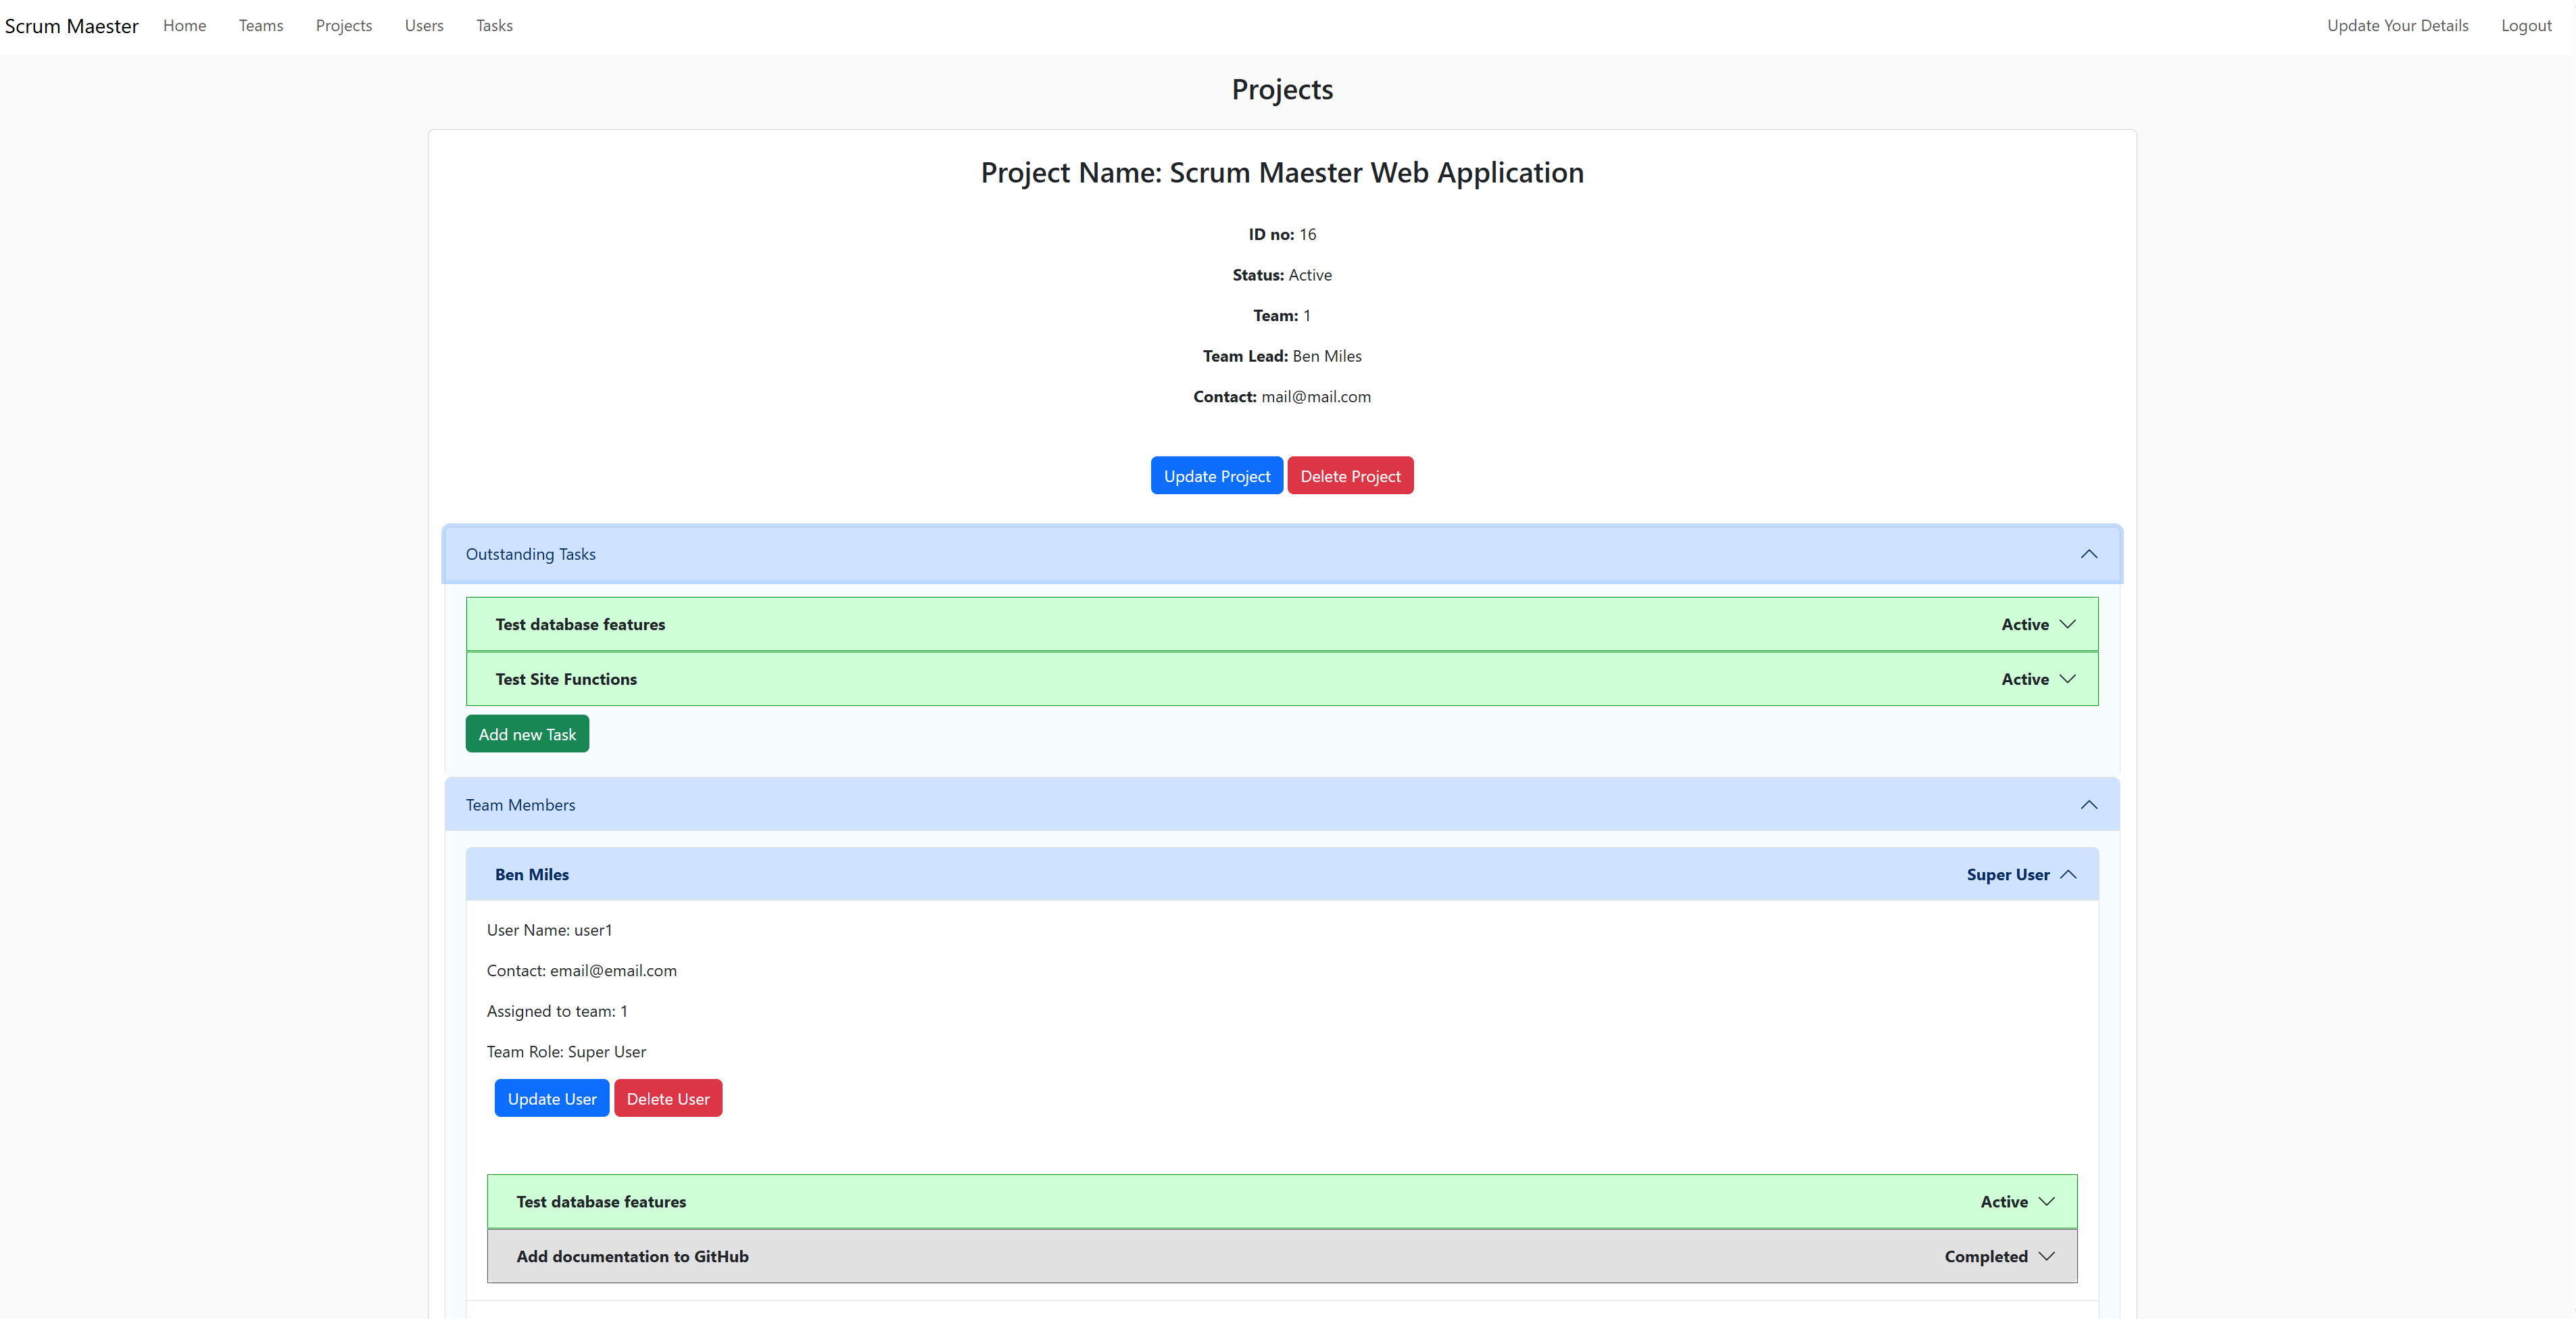 Scrum Maester Home Teams Projects Users Tasks Update Your Details Logout
Projects
Project Name: Scrum Maester Web Application
ID no: 16
Status: Active
Team: 1
Team Lead: Ben Miles
Contact: mail@mail.com
Update Project Delete Project
Outstanding Tasks
Test database features Active
Test Site Functions Active
Add new Task
Team Members
Ben Miles Super User
User Name: user1
Contact: email@email.com
Assigned to team: 1
Team Role: Super User
Update User Delete User
Test database features Active
Add documentation to GitHub Completed